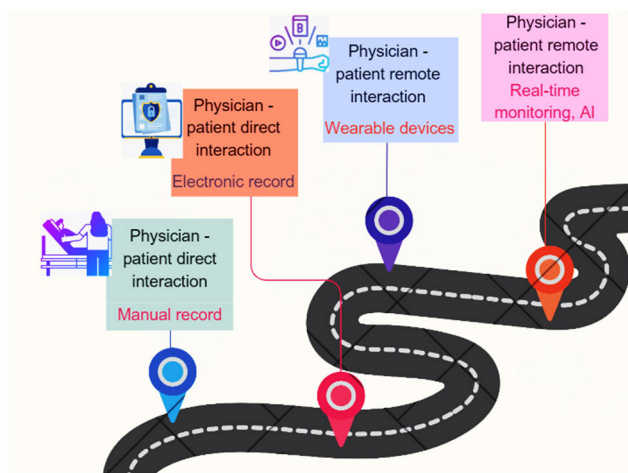 Physician -
patient direct
interaction
Manual record
Physician -
patient direct
interaction
Electronic record
B
Physician -
patient remote
interaction
Wearable devices
Physician -
patient remote
interaction
Real-time
monitoring, AI